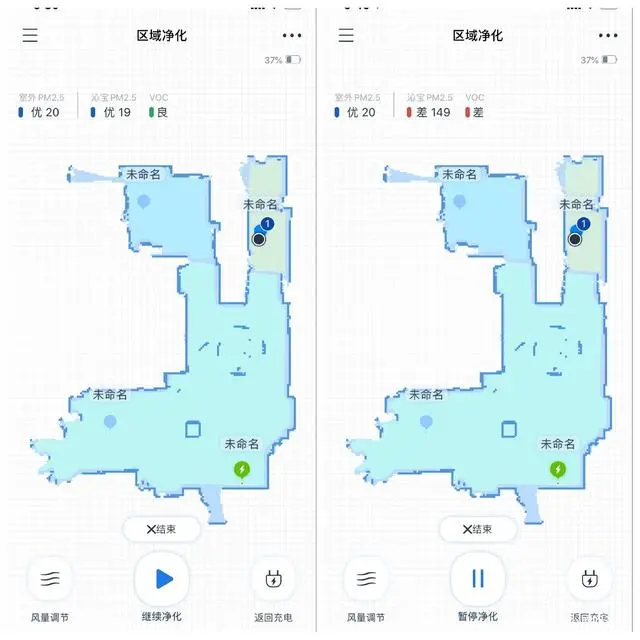 区域净化
37%
室外PM2.5 沁宝PM2.5 VOC
优 20 优 19 良
未命名
未命名
1
未命名
未命名
结束
风量调节 继续净化 返回充电
区域净化
37%
室外PM2.5 沁宝PM2.5 VOC
优 20 差 149 差
未命名
未命名
1
未命名
未命名
结束
风量调节 暂停净化 返回充电